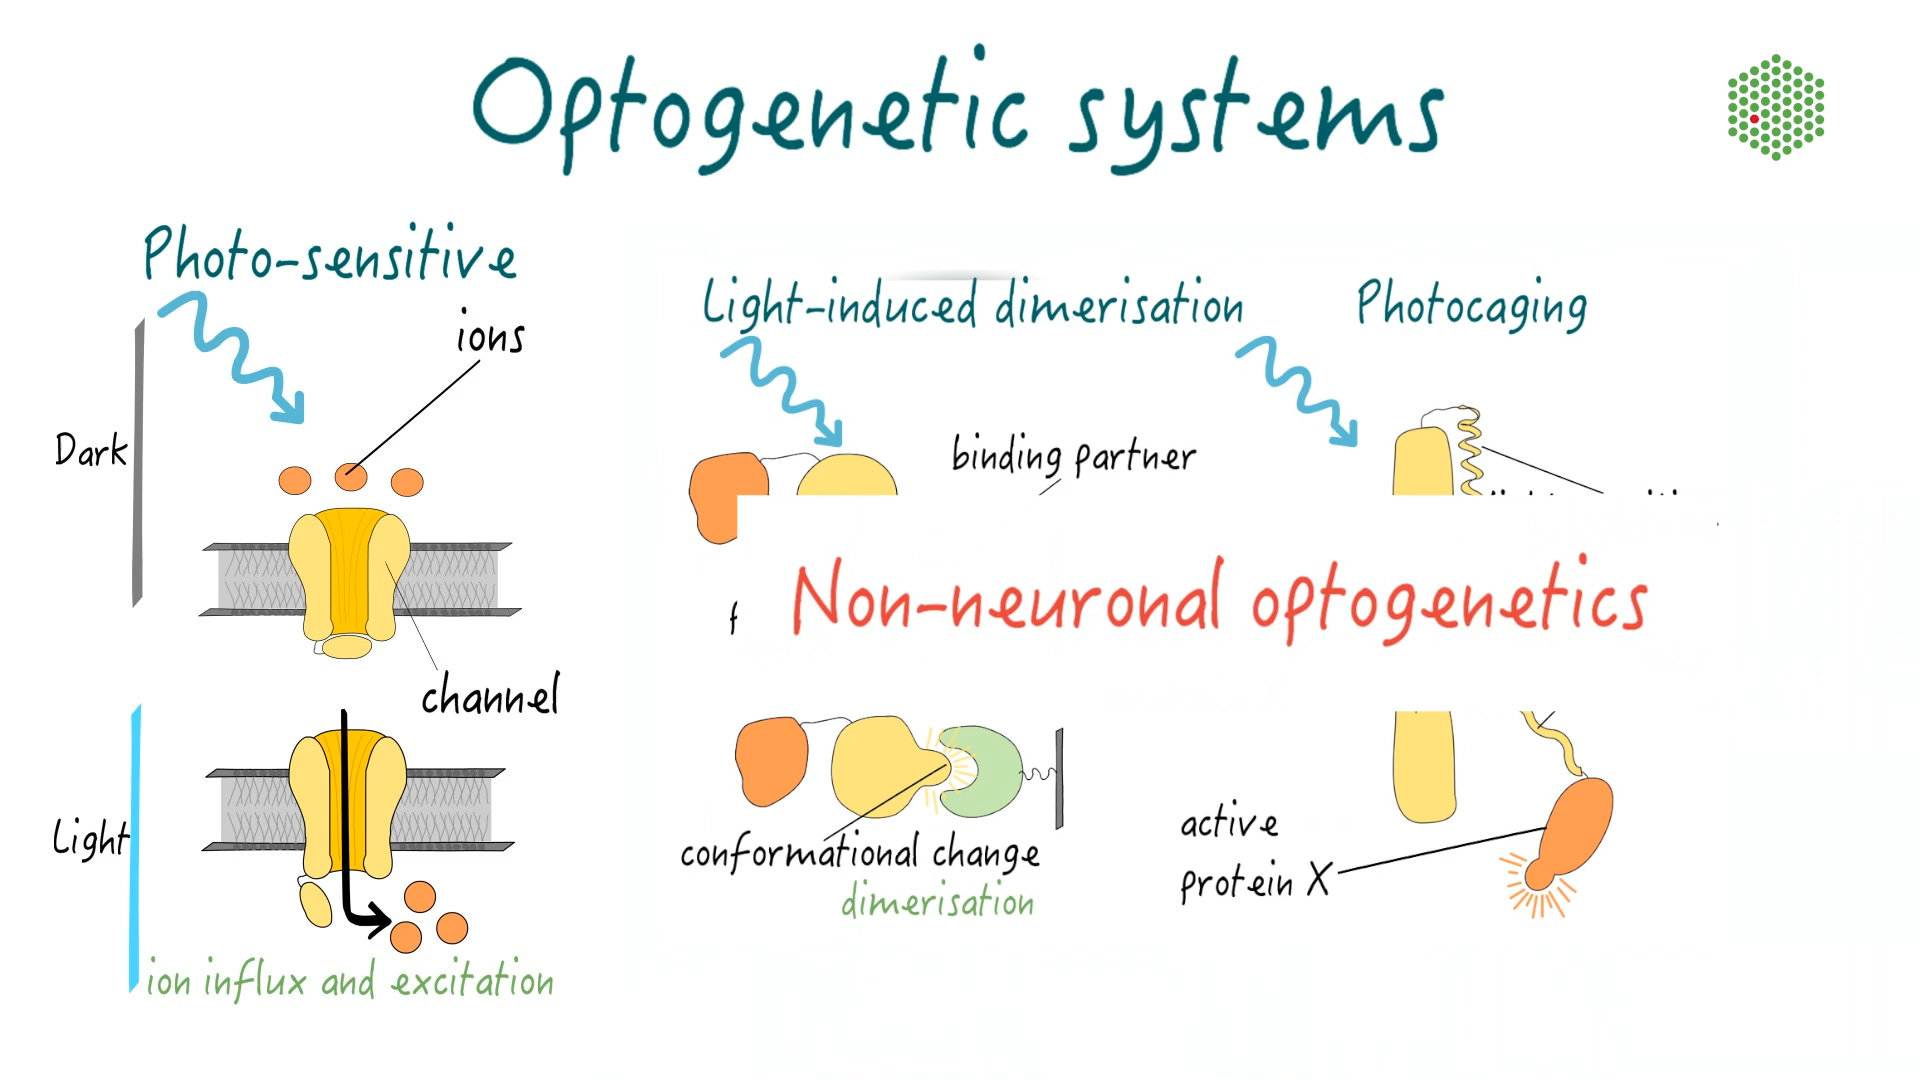 Optogenetic systems
Photo-sensitive
ions
Dark
channel
Light
ion influx and excitation
Light-induced dimerisation
binding partner
conformational change
dimerisation
Photocaging
active
protein X
Non-neuronal optogenetics